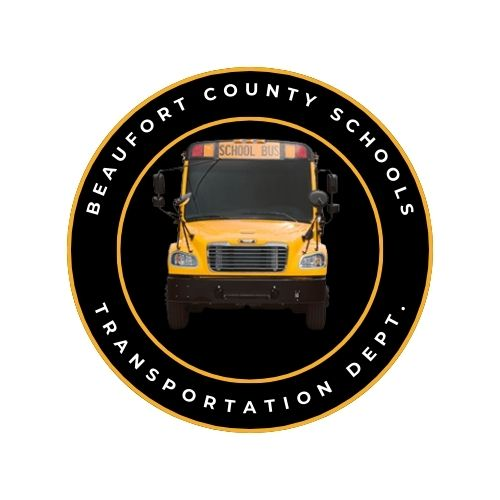 BEAUFORT COUNTY SCHOOLS
SCHOOL BUS
TRANSPORTATION DEPT.